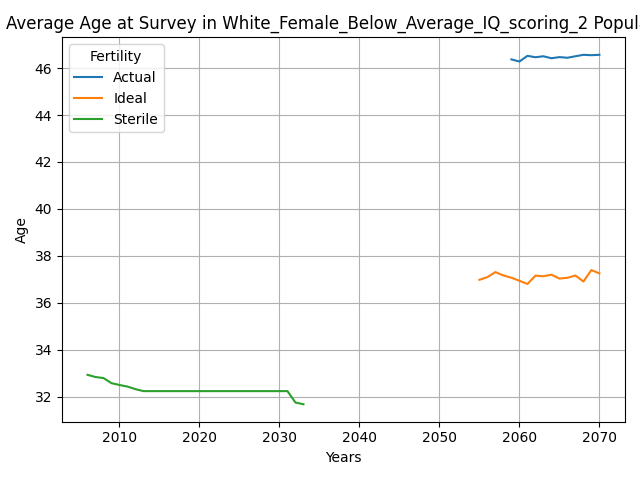 Average Age at Survey in White_Female_Below_Average_IQ_scoring_2 Popul
Fertility
Actual
Ideal
Sterile
46
44
42
40
38
36
34
32
Age
2010 2020 2030 2040 2050 2060 2070
Years